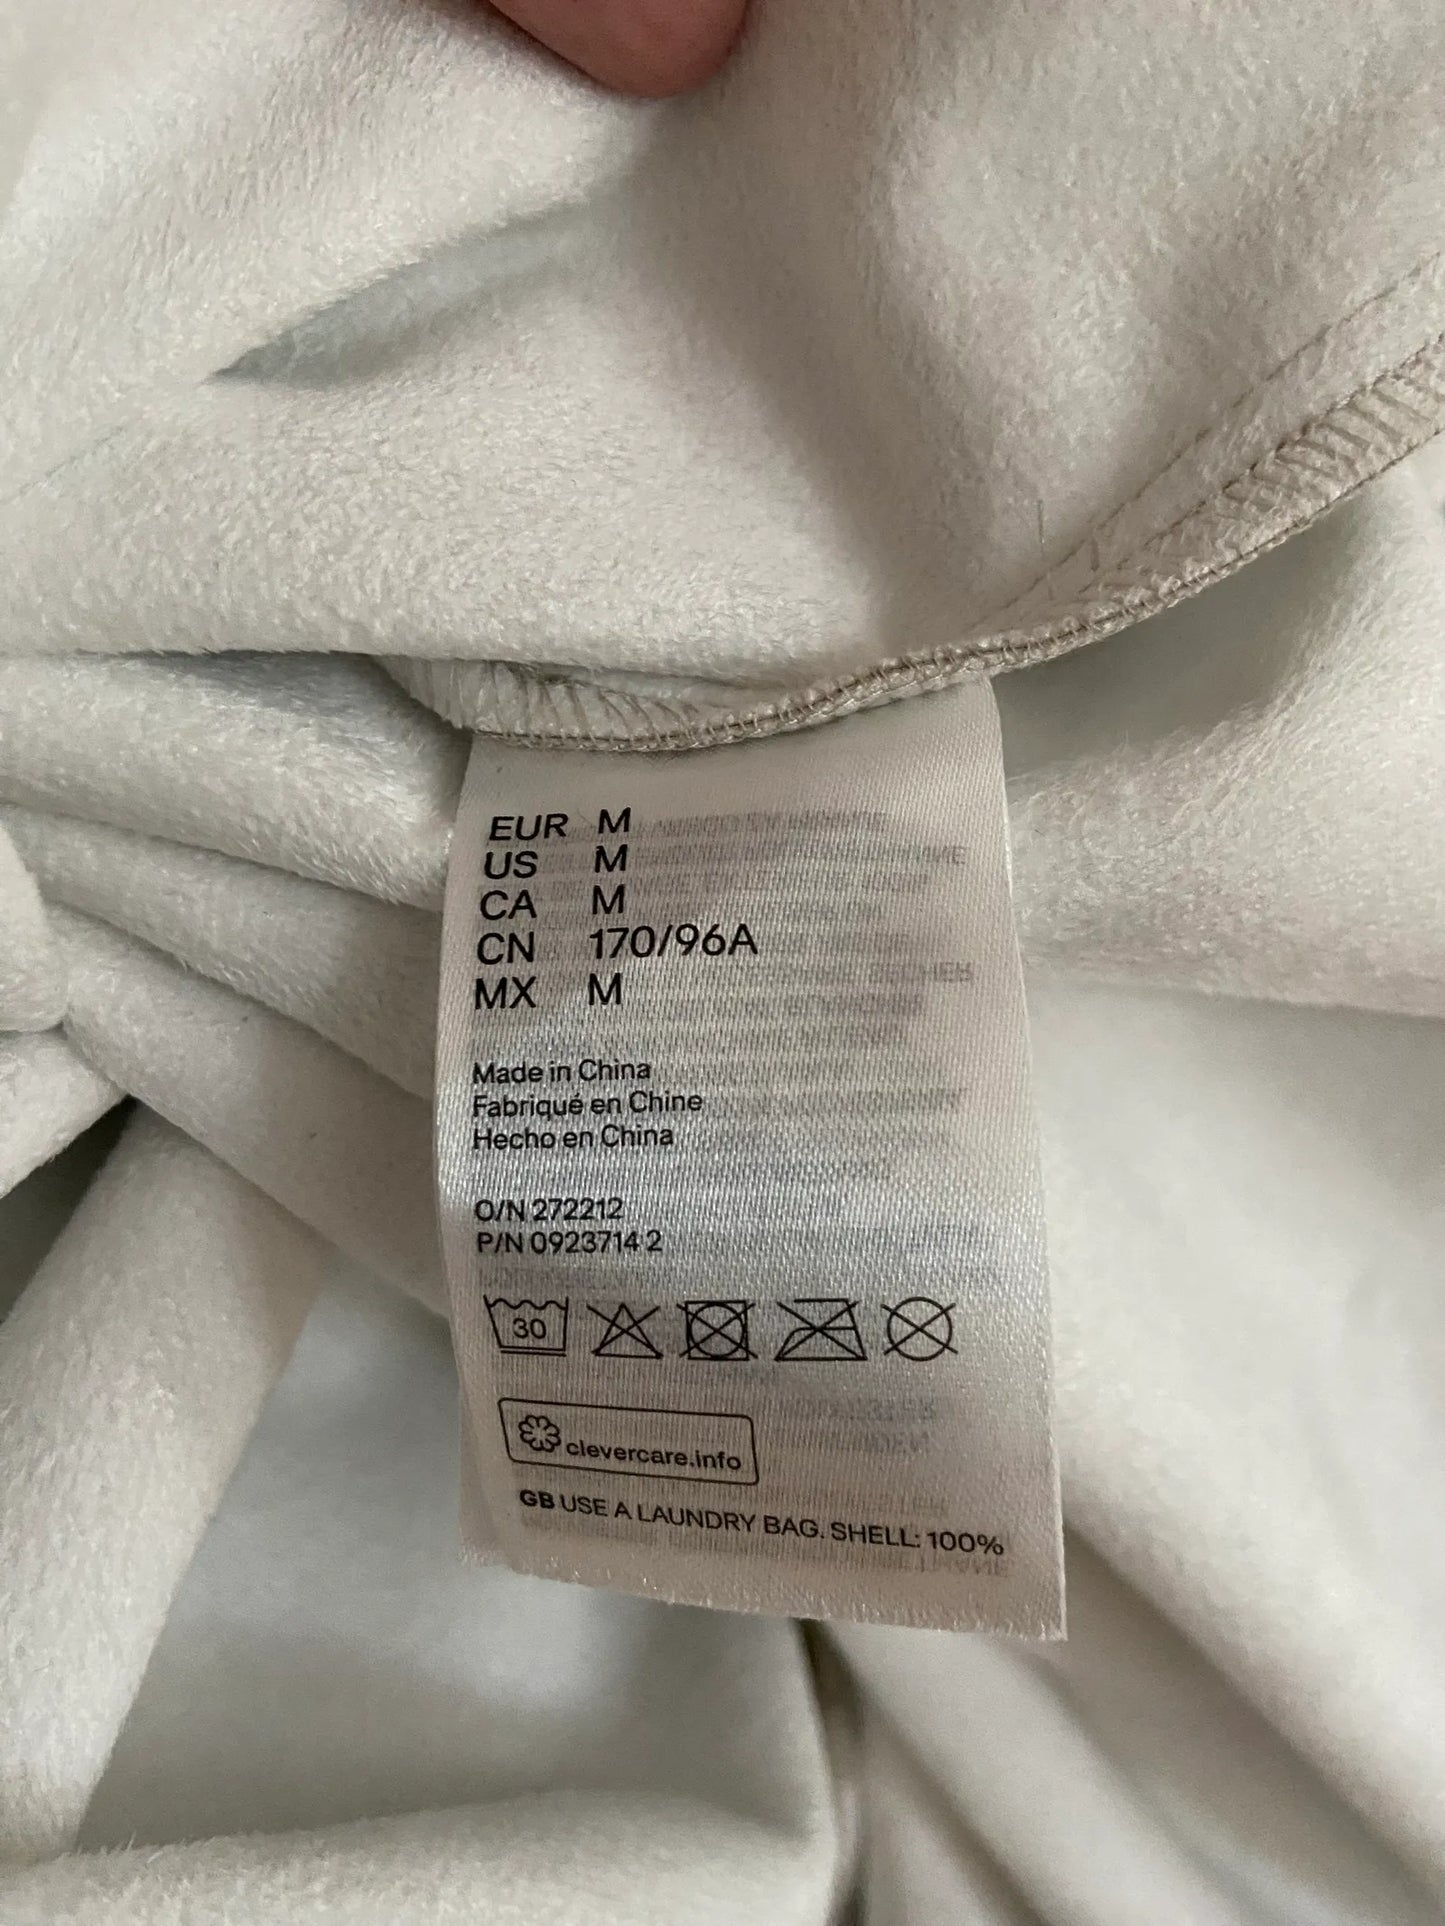 EUR M
US M
CA M
CN 170/96A
MX M
Made in China
Fabriqué en Chine
Hecho en China
O/N 272212
P/N 0923714 2
30
clevercare.info
GB USE A LAUNDRY BAG. SHELL: 100%